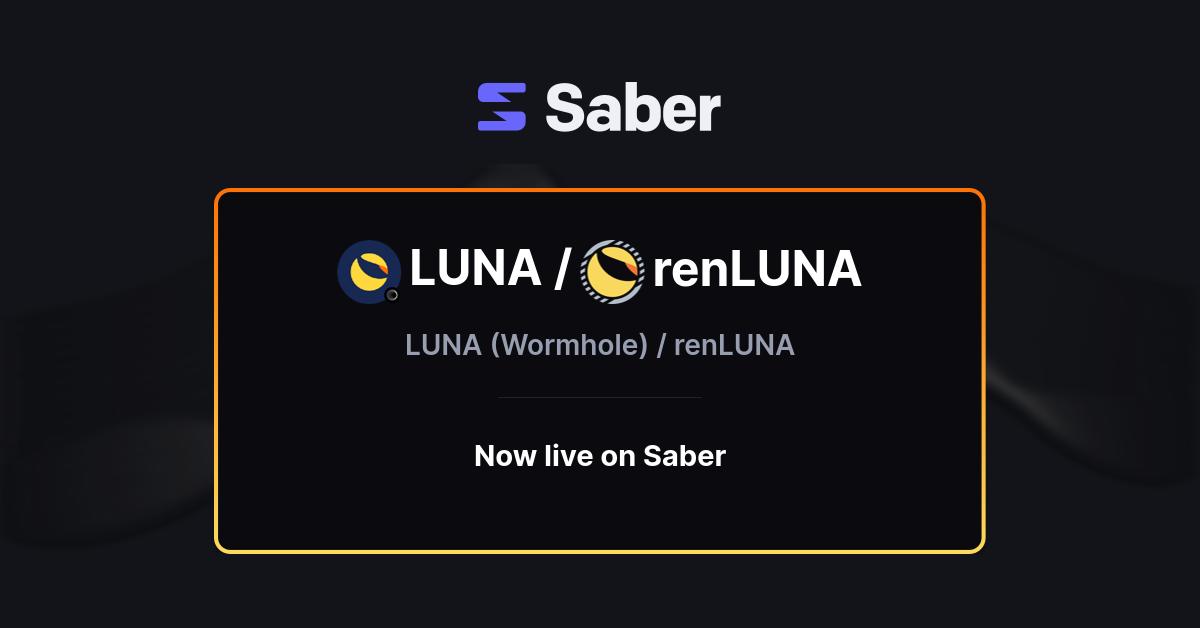 Saber
LUNA / renLUNA
LUNA (Wormhole) / renLUNA
Now live on Saber